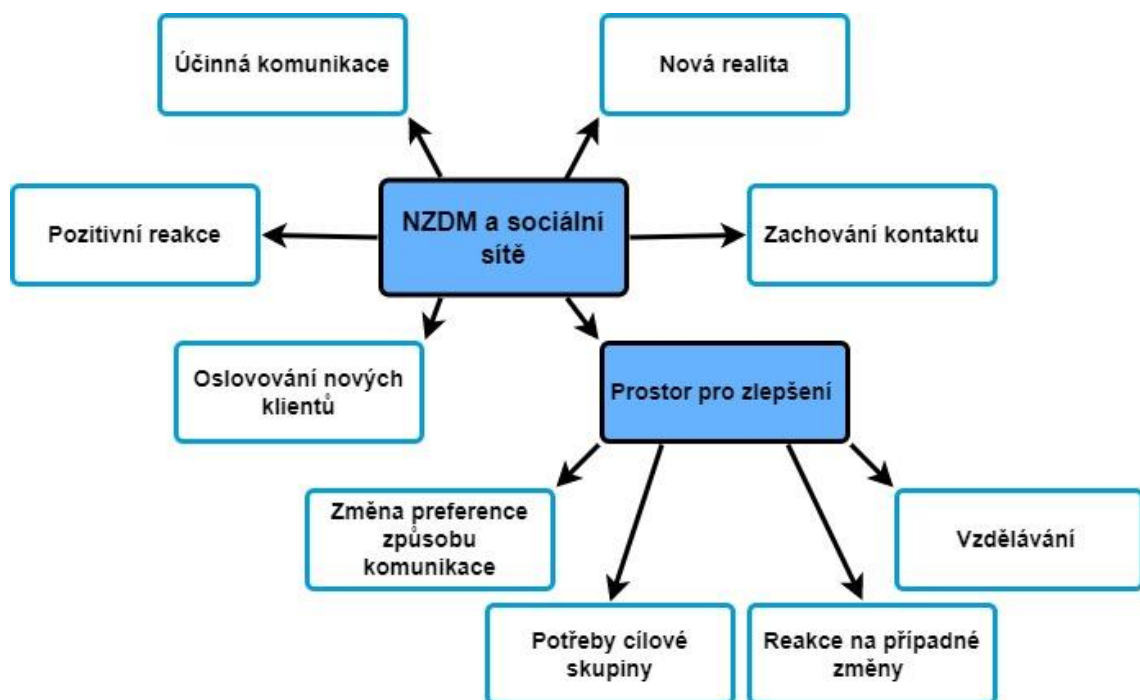 Účinná komunikace
Nová realita
NZDM a sociální
sítě
Pozitivní reakce
Zachování kontaktu
Oslovování nových
klientů
Prostor pro zlepšení
Změna preference
způsobu
komunikace
Vzdělávání
Potřeby cílové
skupiny
Reakce na případné
změny